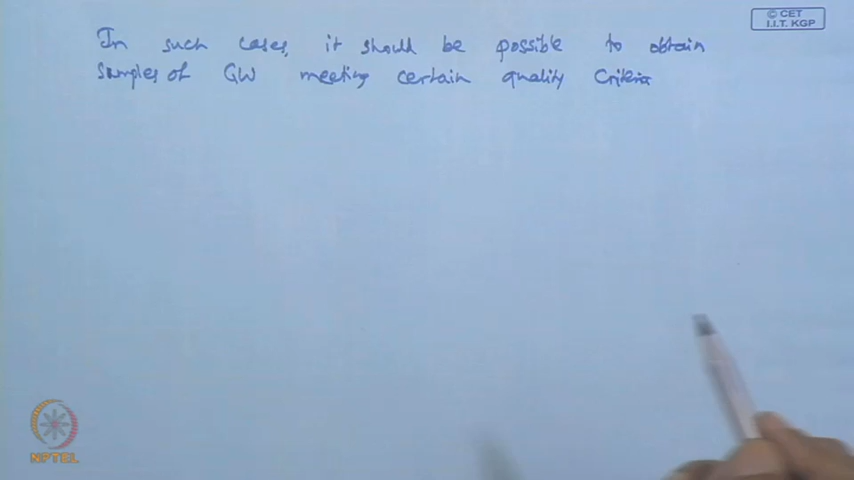 © CET
I.I.T. KGP
In such cases, it should be possible to obtain
Samples of GW meeting certain quality Criteria
NPTEL